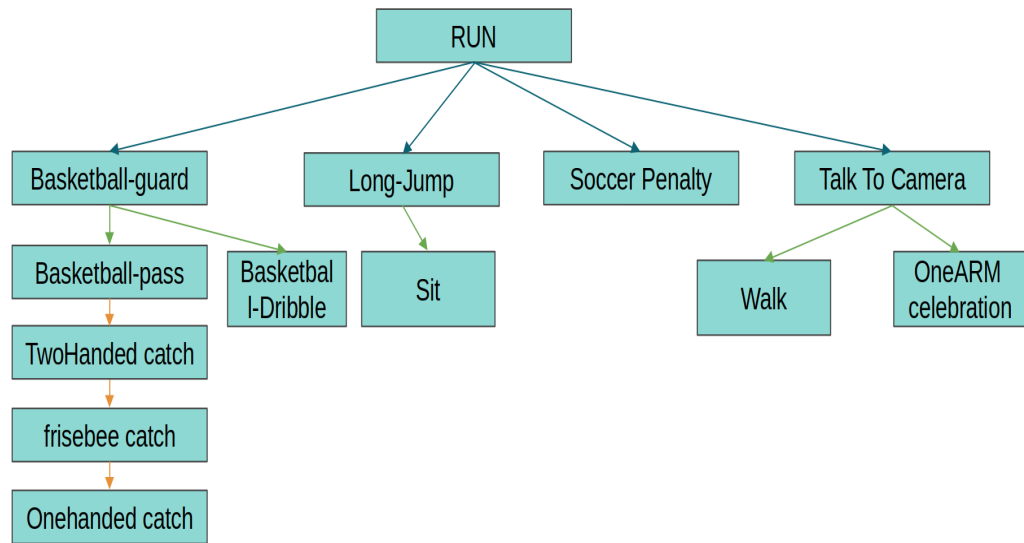 RUN
Basketball-guard
Long-Jump
Soccer Penalty
Talk To Camera
Basketball-pass
Basketbal
l-Dribble
Sit
Walk
OneARM
celebration
TwoHanded catch
frisebee catch
Onehanded catch